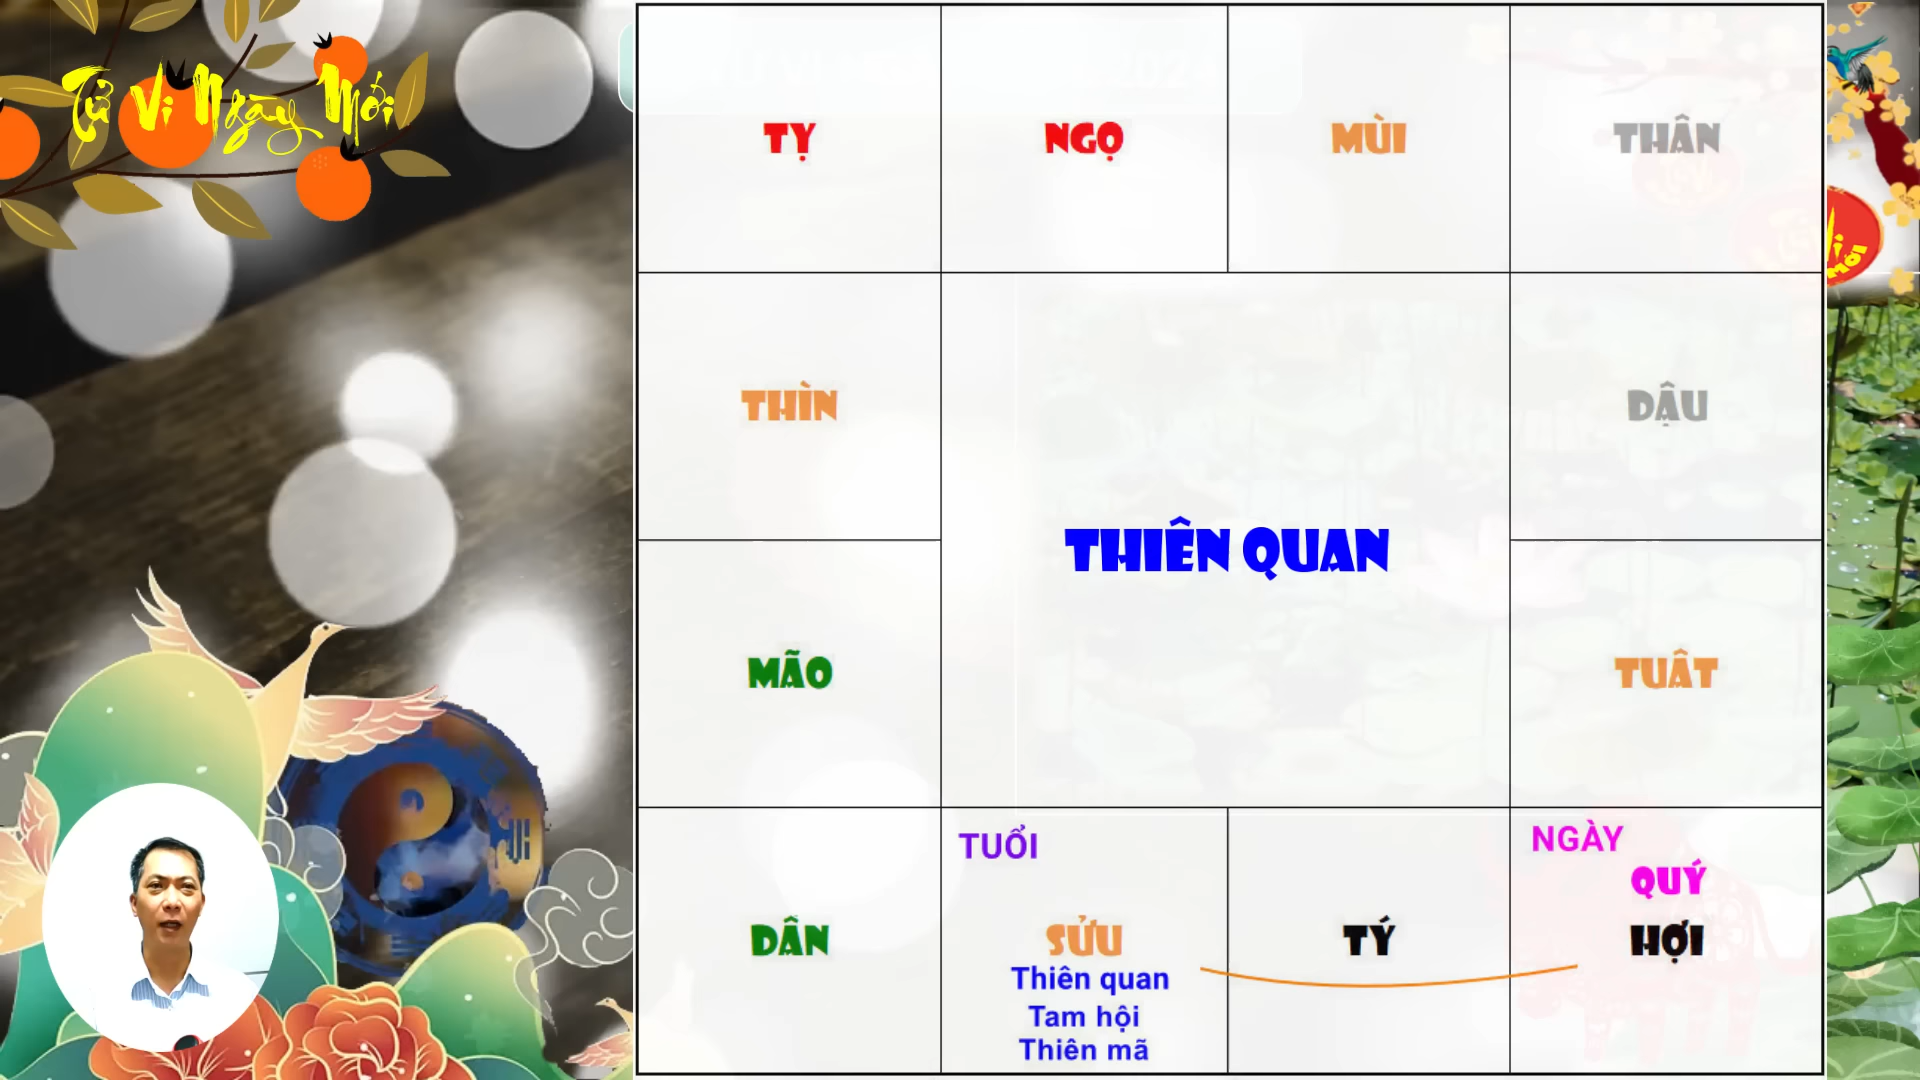 Tử Vi Ngày Mới
TỴ
NGỌ
MÙI
THÂN
THÌN
DẬU
THIÊN QUAN
MÃO
TUẤT
TUỔI
NGÀY
QUÝ
DẦN
SỬU
TÝ
HỢI
Thiên quan
Tam hội
Thiên mã